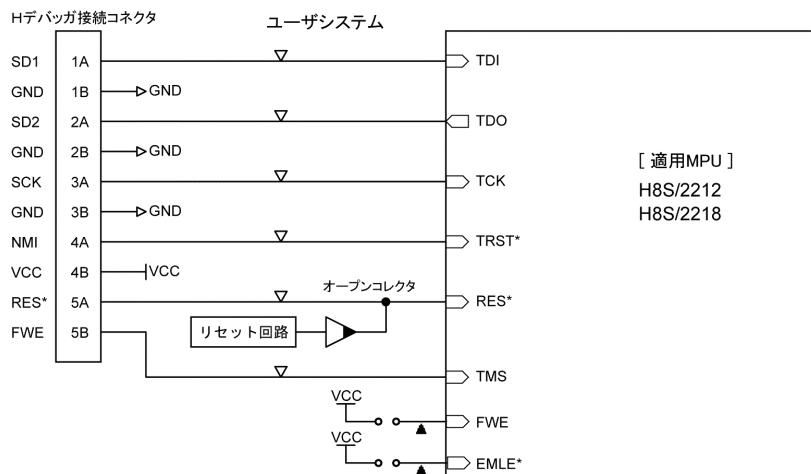 Hデバッガ接続コネクタ
ユーザシステム
SD1 1A TDI
GND 1B GND
SD2 2A TDO
GND 2B GND
[ 適用MPU ]
SCK 3A TCK
H8S/2212
GND 3B GND
H8S/2218
NMI 4A TRST*
VCC 4B VCC
オープンコレクタ
RES* 5A RES*
FWE 5B リセット回路
TMS
VCC
FWE
VCC
EMLE*